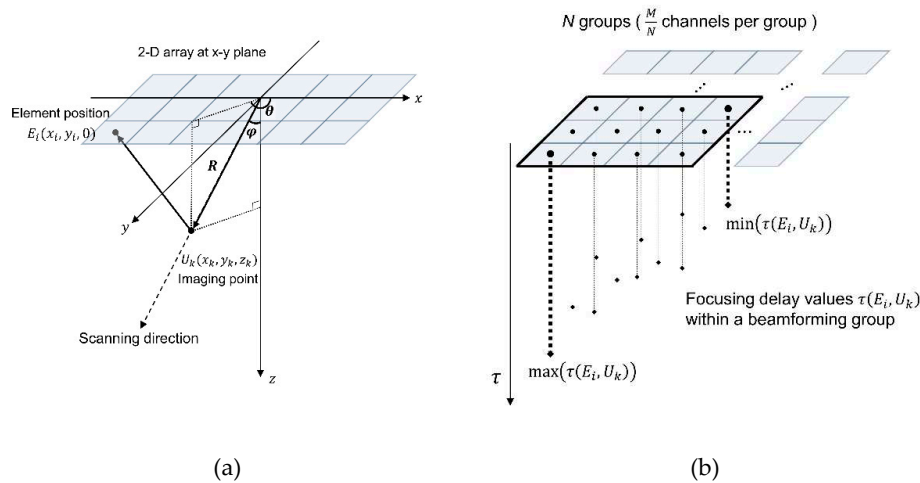 2-D array at x-y plane
x
Element position
E_i(x_i, y_i, 0)
θ
φ
R
y
U_k(x_k, y_k, z_k)
Imaging point
Scanning direction
z
(a)
N groups ( M/N channels per group )
...
...
...
min(τ(E_i, U_k))
Focusing delay values τ(E_i, U_k)
within a beamforming group
max(τ(E_i, U_k))
τ
(b)